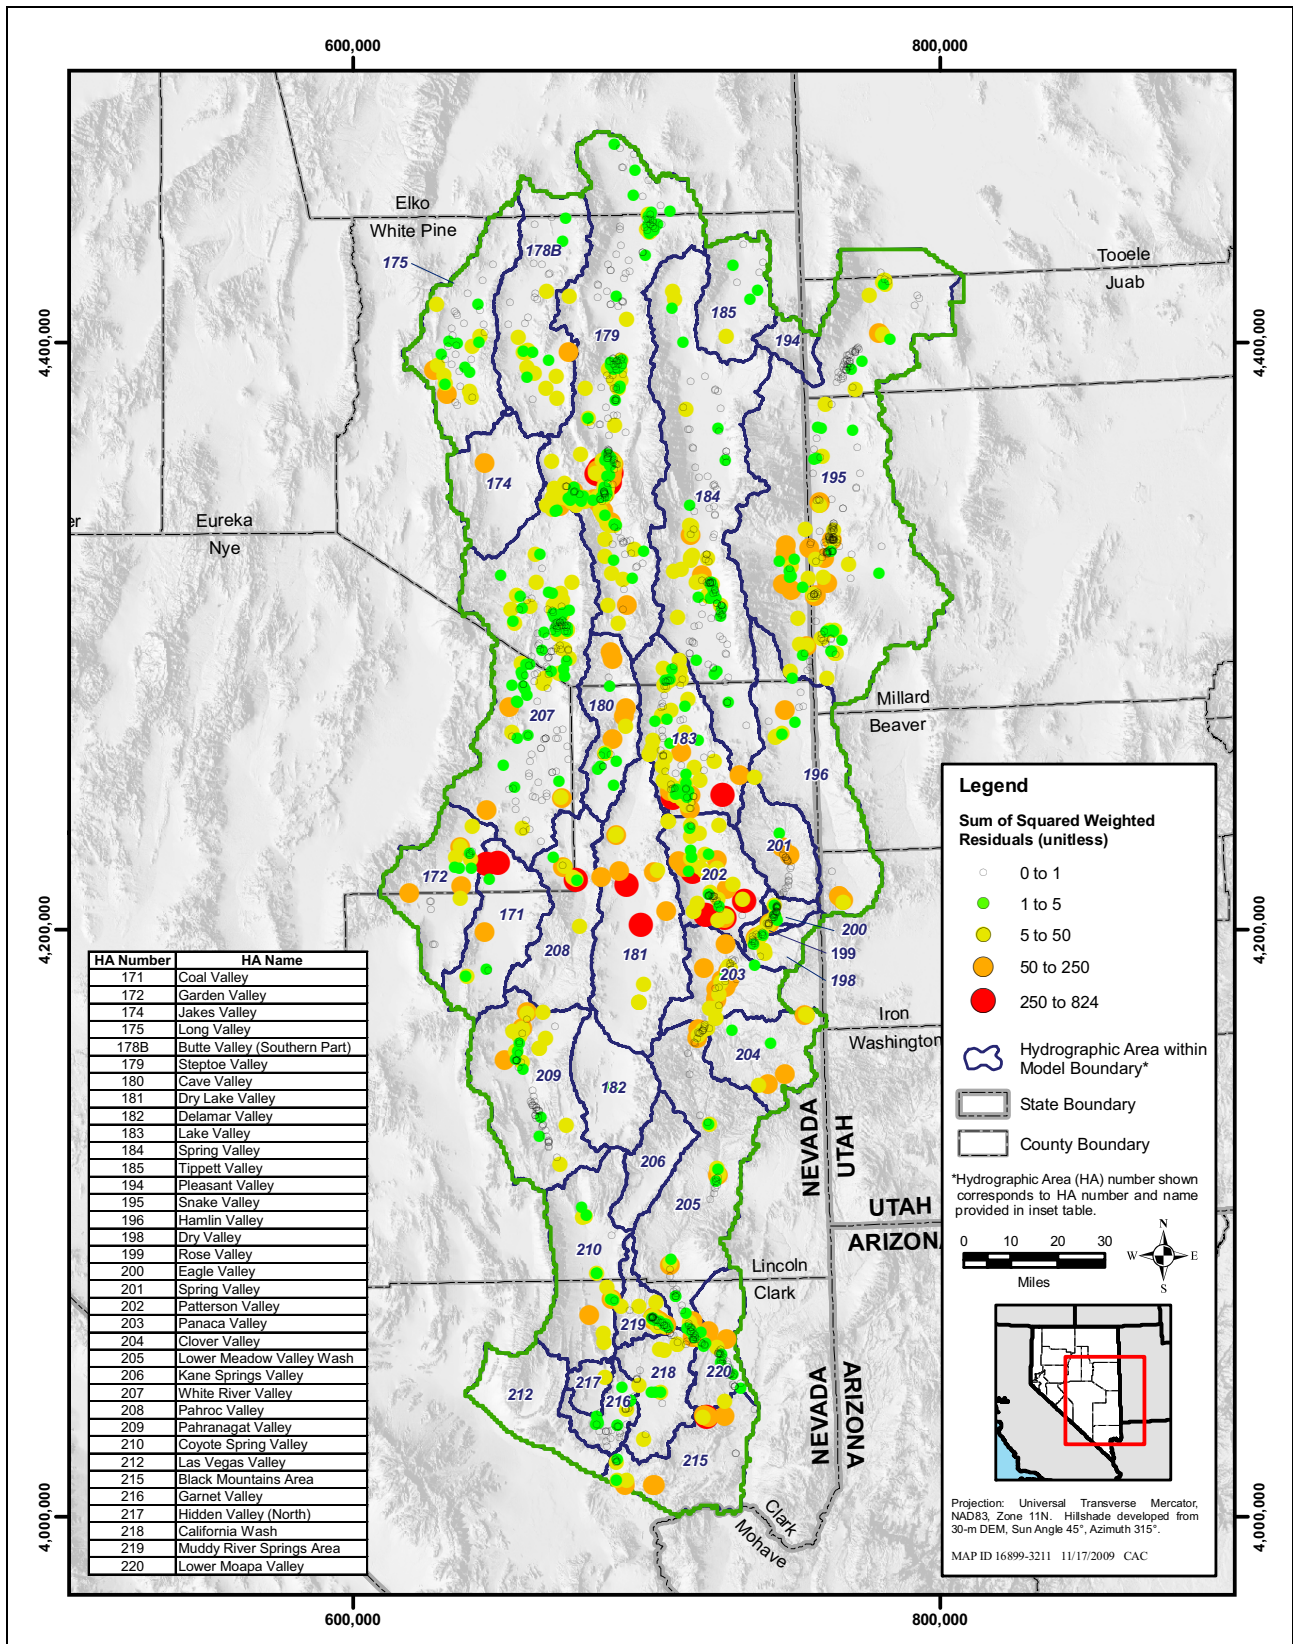 600,000
800,000
Elko
White Pine
178B
175
Tooele
Juab
185
179
194
4,400,000
4,400,000
174
184
195
er
Eureka
Nye
Millard
Beaver
207
180
183
196
201
172
202
171
200
199
208
181
203
198
4,200,000
4,200,000
Iron
Washington
204
209
182
NEVADA
UTAH
206
205
UTAH
ARIZON
210
Lincoln
Clark
219
218
220
217
216
212
NEVADA
ARIZONA
215
Clark
Mohave
4,000,000
4,000,000
600,000
800,000
HA Number HA Name
171 Coal Valley
172 Garden Valley
174 Jakes Valley
175 Long Valley
178B Butte Valley (Southern Part)
179 Steptoe Valley
180 Cave Valley
181 Dry Lake Valley
182 Delamar Valley
183 Lake Valley
184 Spring Valley
185 Tippett Valley
194 Pleasant Valley
195 Snake Valley
196 Hamlin Valley
198 Dry Valley
199 Rose Valley
200 Eagle Valley
201 Spring Valley
202 Patterson Valley
203 Panaca Valley
204 Clover Valley
205 Lower Meadow Valley Wash
206 Kane Springs Valley
207 White River Valley
208 Pahroc Valley
209 Pahranagat Valley
210 Coyote Spring Valley
212 Las Vegas Valley
215 Black Mountains Area
216 Garnet Valley
217 Hidden Valley (North)
218 California Wash
219 Muddy River Springs Area
220 Lower Moapa Valley
Legend
Sum of Squared Weighted
Residuals (unitless)
0 to 1
1 to 5
5 to 50
50 to 250
250 to 824
Hydrographic Area within
Model Boundary*
State Boundary
County Boundary
*Hydrographic Area (HA) number shown
corresponds to HA number and name
provided in inset table.
0 10 20 30
Miles
N
W E
S
Projection: Universal Transverse Mercator,
NAD83, Zone 11N. Hillshade developed from
30-m DEM, Sun Angle 45°, Azimuth 315°.
MAP ID 16899-3211 11/17/2009 CAC